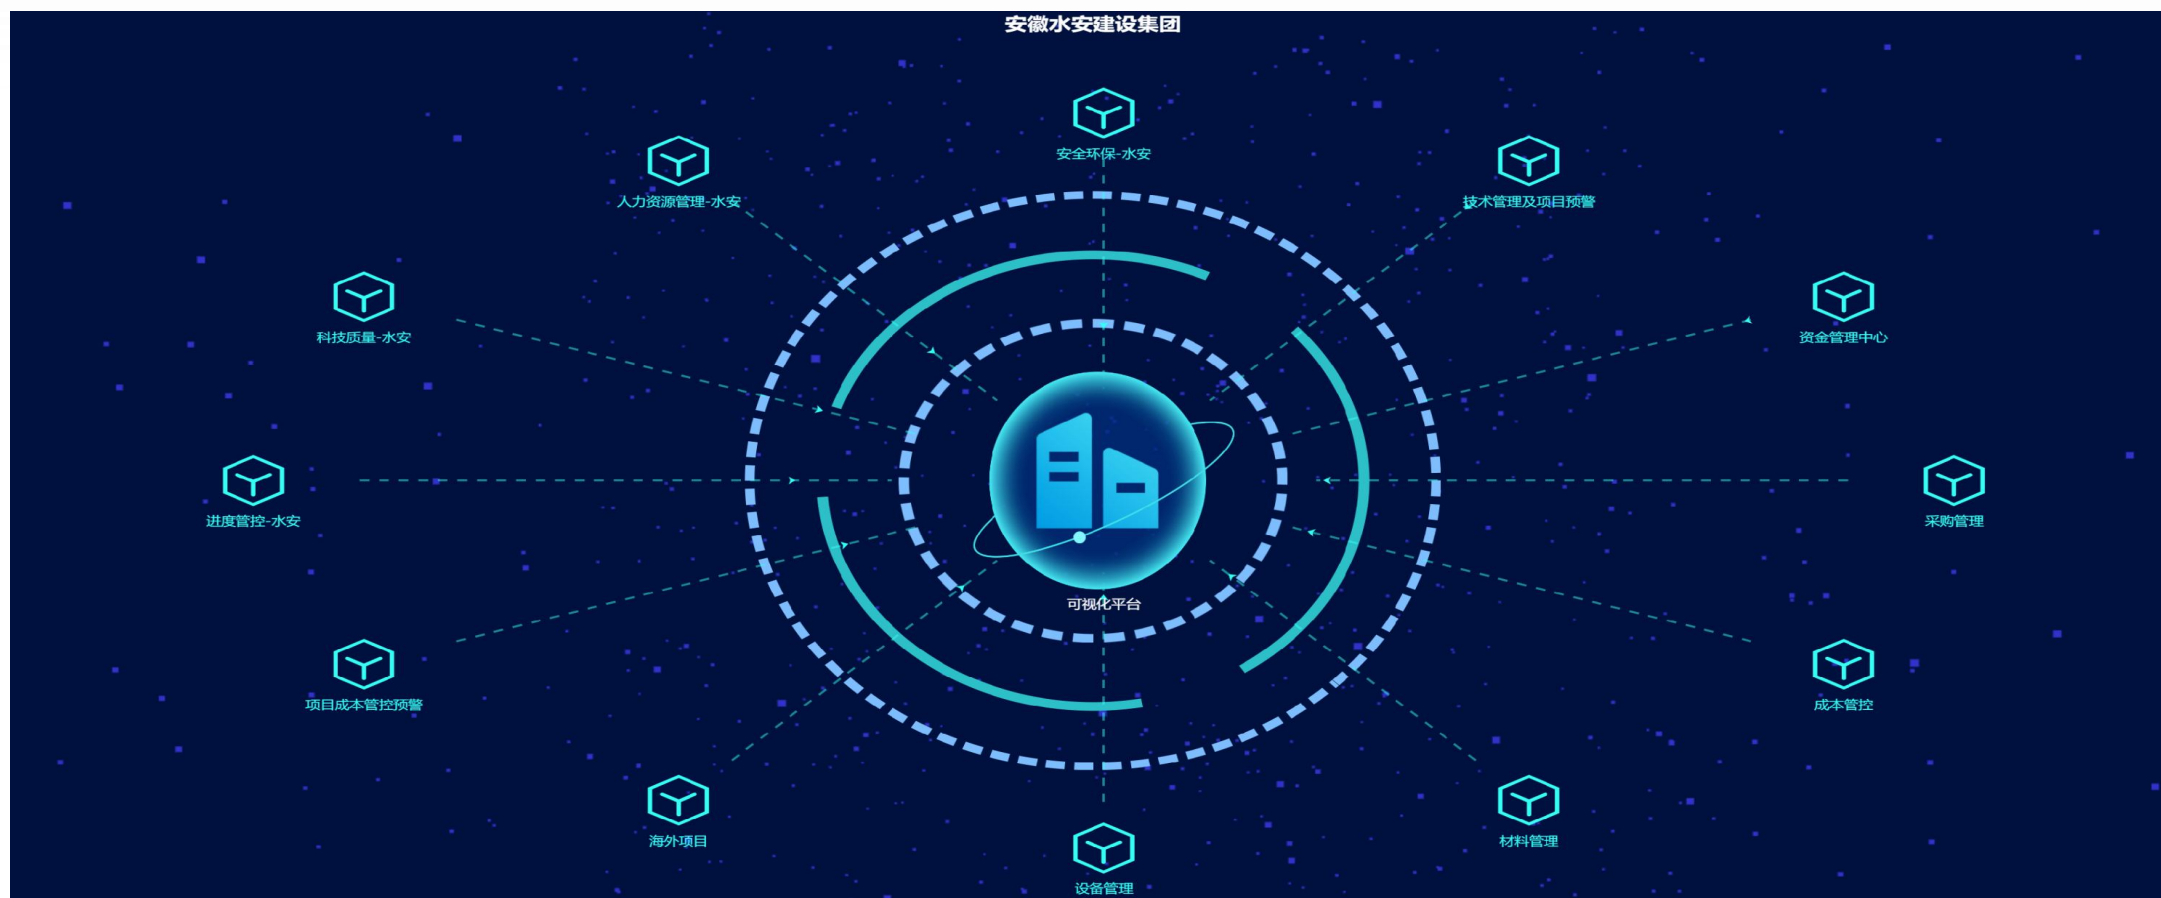 安徽水安建设集团
安全环保-水安
人力资源管理-水安
技术管理及项目预警
科技质量-水安
资金管理中心
进度管控-水安
采购管理
可视化平台
项目成本管控预警
成本管控
海外项目
材料管理
设备管理